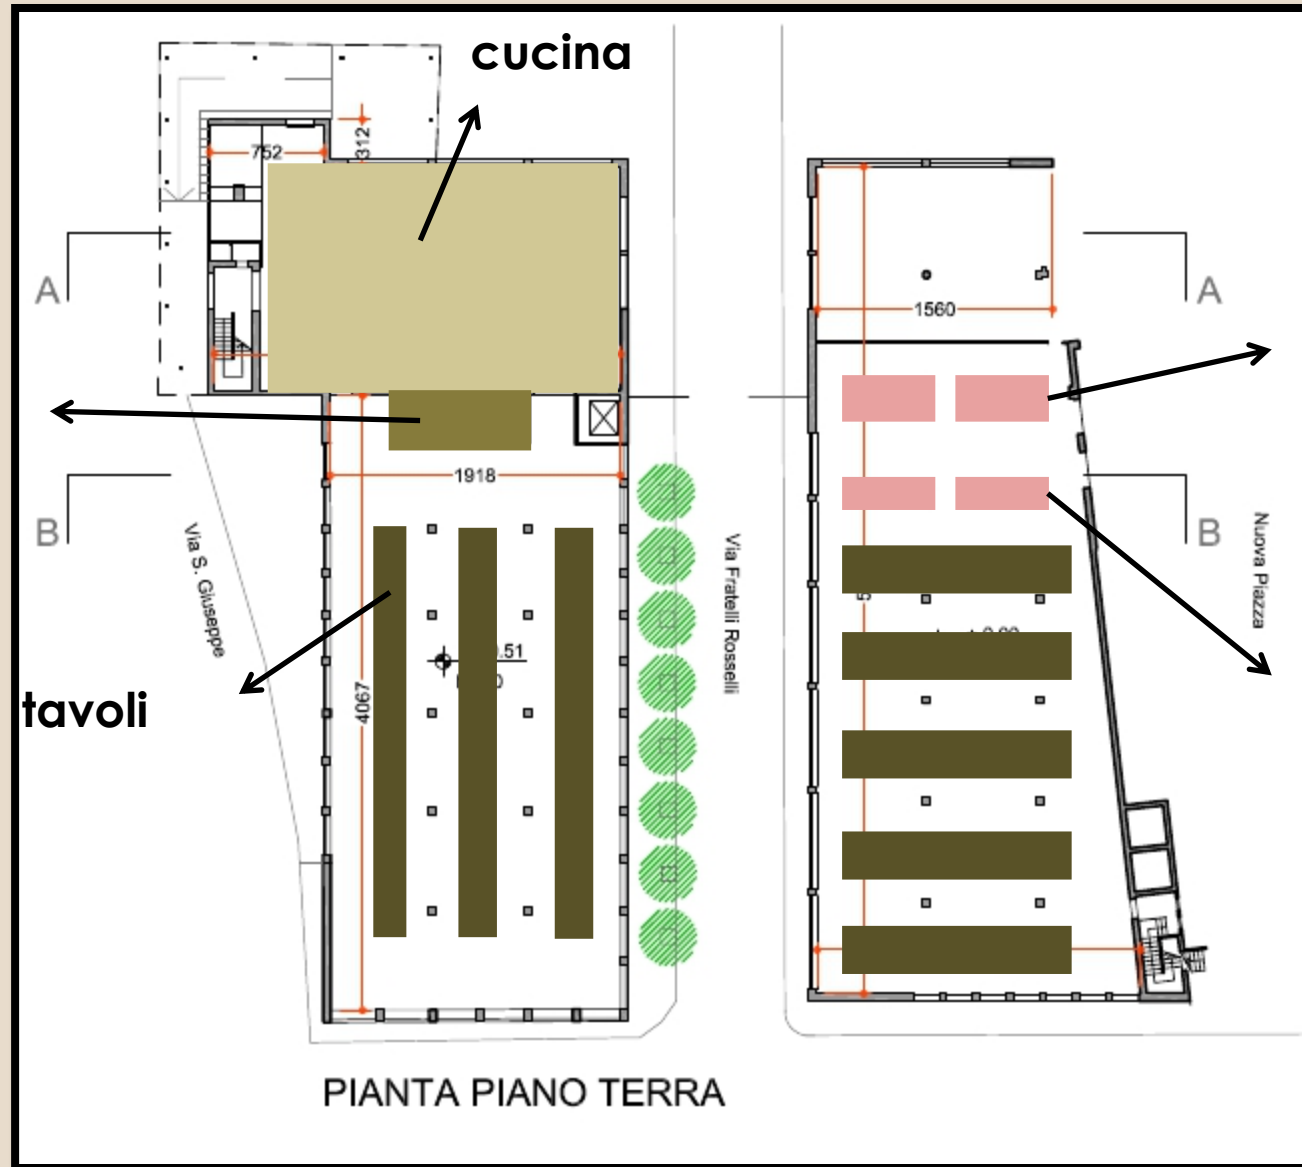 cucina
312
752
A
A
1560
1918
B
B
Via S. Giuseppe
Via Fratelli Rosselli
Nuova Piazza
.51
4067
tavoli
PIANTA PIANO TERRA